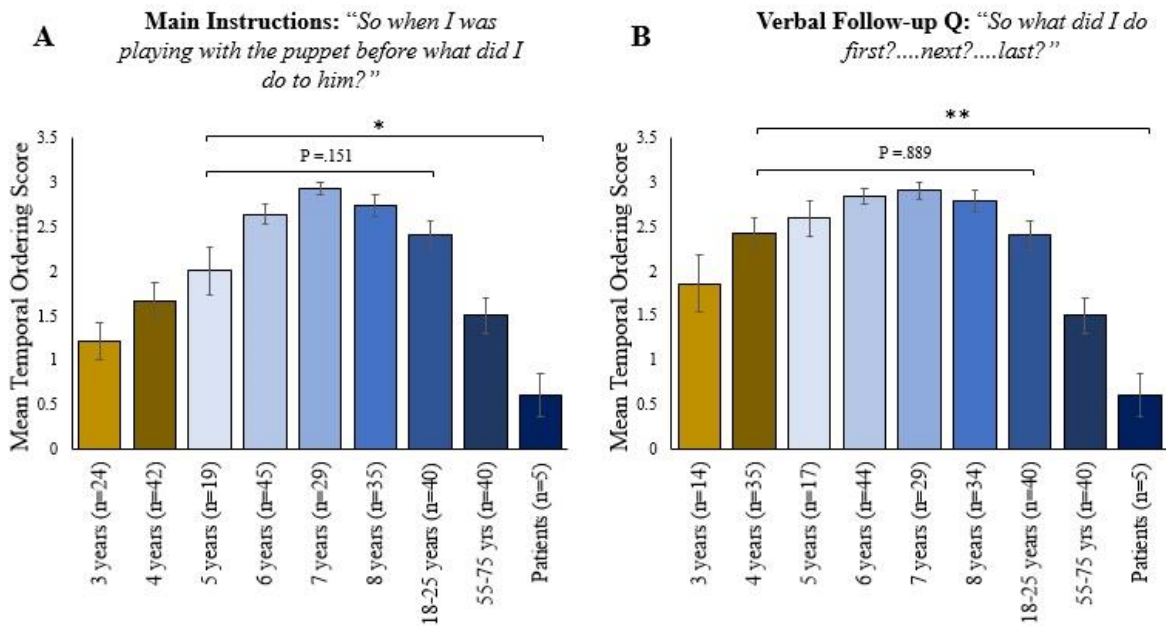 A
Main Instructions: “So when I was
playing with the puppet before what did I
do to him?”
*
P =.151
Mean Temporal Ordering Score
3.5
3
2.5
2
1.5
1
0.5
0
3 years (n=24)
4 years (n=42)
5 years (n=19)
6 years (n=45)
7 years (n=29)
8 years (n=35)
18-25 years (n=40)
55-75 yrs (n=40)
Patients (n=5)
B
Verbal Follow-up Q: “So what did I do
first?....next?....last?”
**
P =.889
Mean Temporal Ordering Score
3.5
3
2.5
2
1.5
1
0.5
0
3 years (n=14)
4 years (n=35)
5 years (n=17)
6 years (n=44)
7 years (n=29)
8 years (n=34)
18-25 years (n=40)
55-75 yrs (n=40)
Patients (n=5)